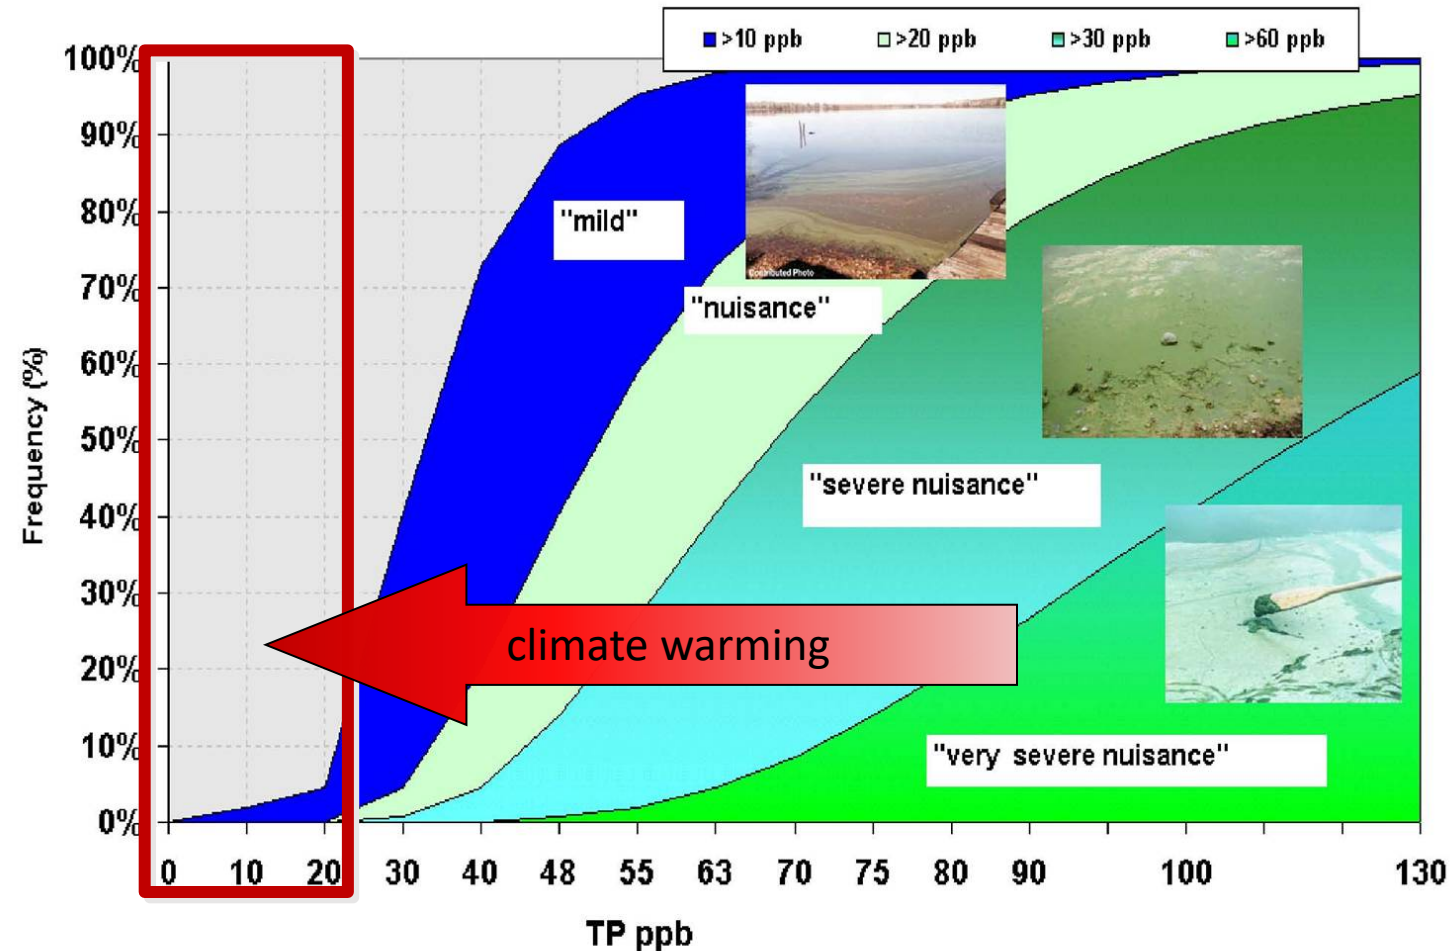 >10 ppb >20 ppb >30 ppb >60 ppb
100%
90%
80%
70%
60%
50%
40%
30%
20%
10%
0%
Frequency (%)
"mild"
Contributed Photo
"nuisance"
"severe nuisance"
climate warming
"very severe nuisance"
0 10 20 30 40 48 55 63 70 75 80 90 100 130
TP ppb